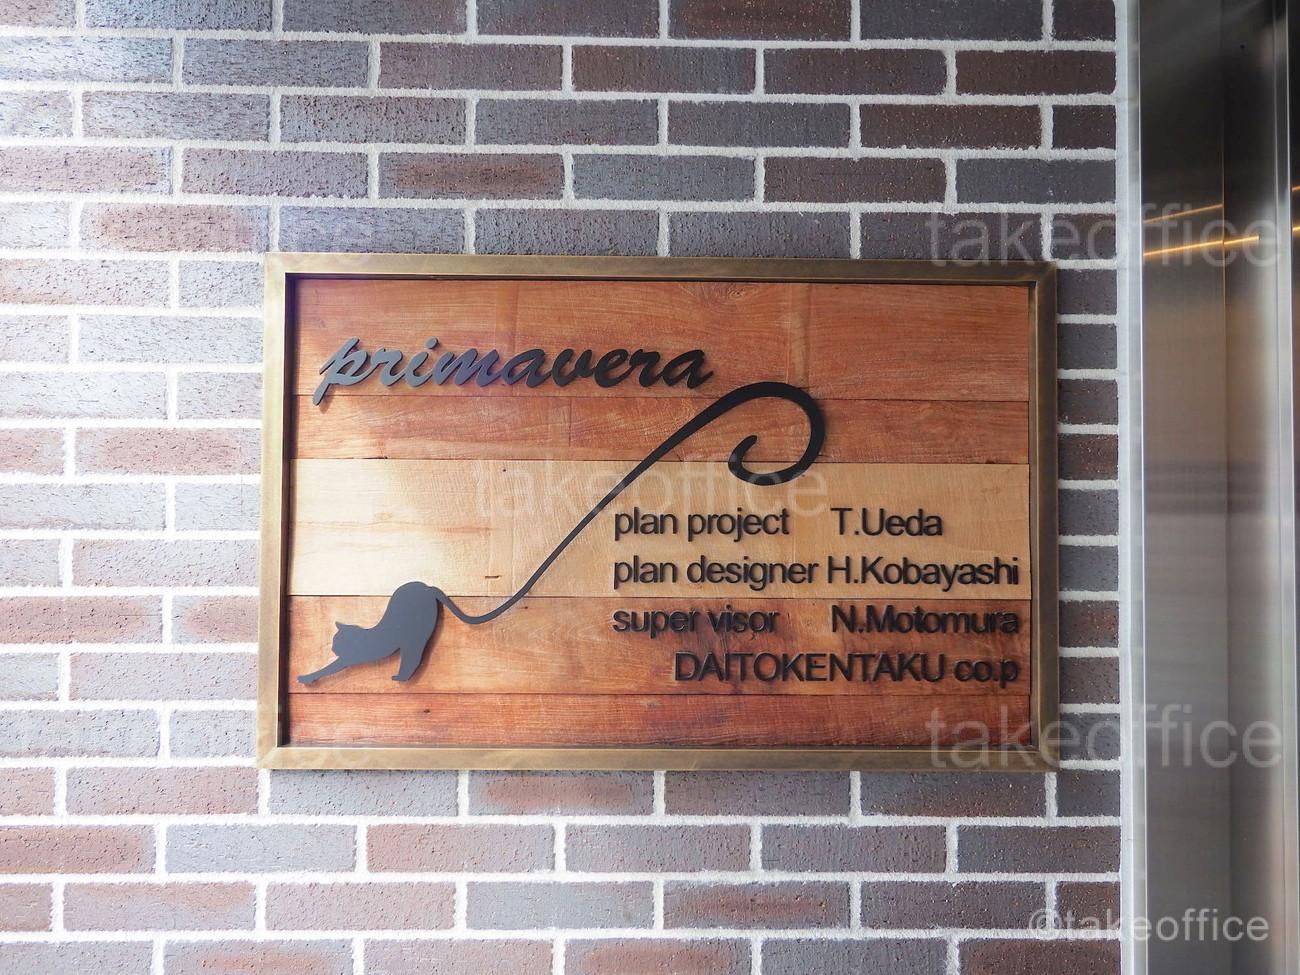 takeoffice
primavera
takeoffice
plan project T.Ueda
plan designer H.Kobayashi
super visor N.Motomura
DAITOKENTAKU co.p
takeoffice
©takeoffice